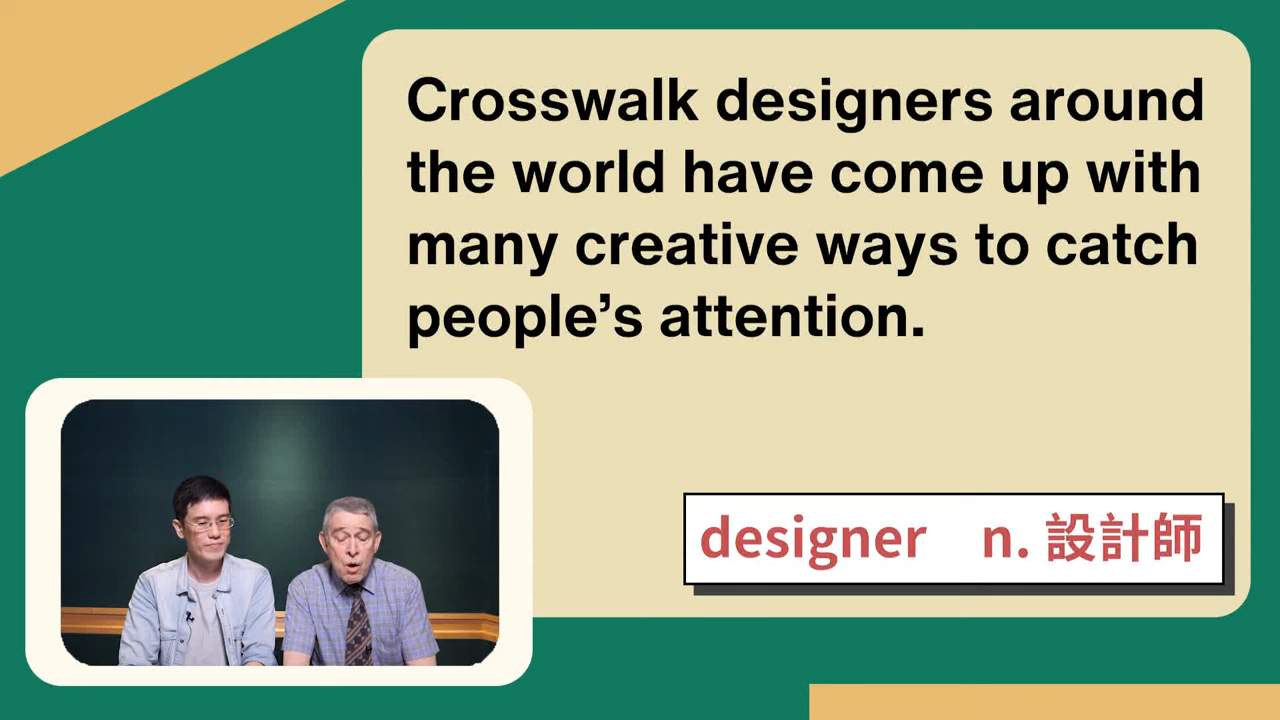 Crosswalk designers around
the world have come up with
many creative ways to catch
people’s attention.
designer n. 設計師